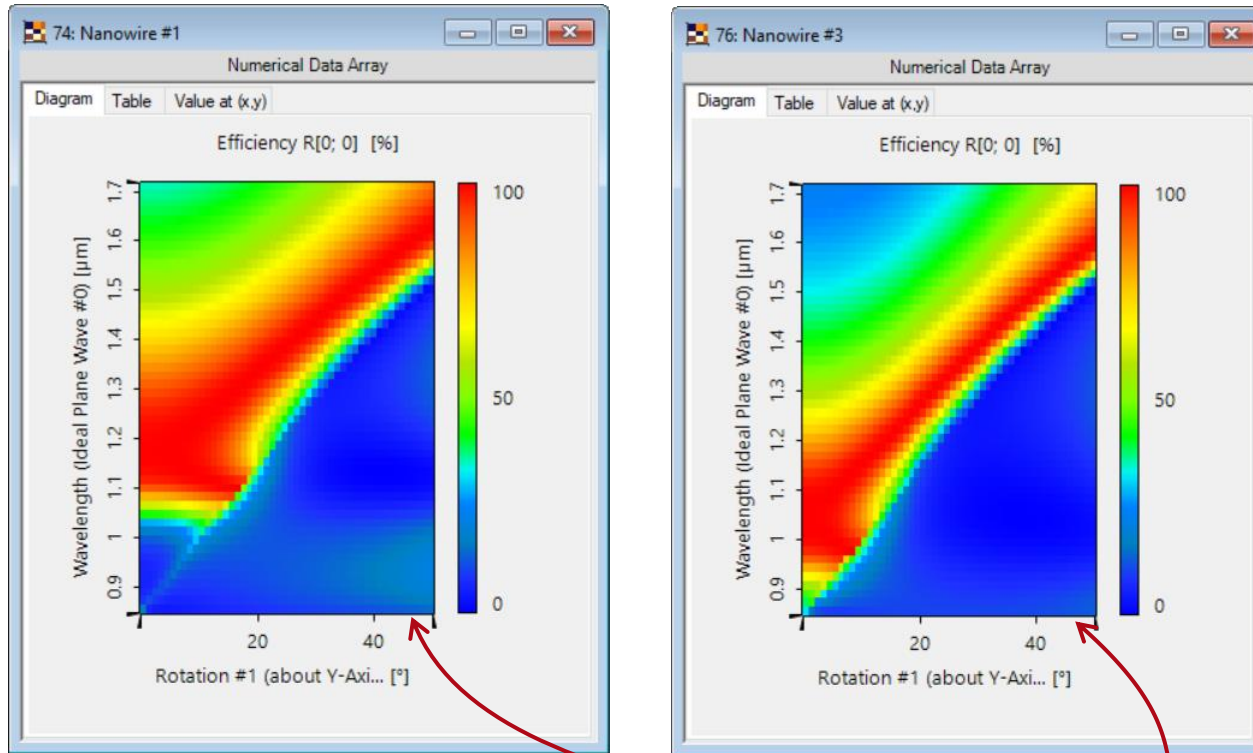 74: Nanowire #1
Numerical Data Array
Diagram Table Value at (x,y)
Efficiency R[0; 0] [%]
Wavelength (Ideal Plane Wave #0) [µm]
1.7
1.6
1.5
1.4
1.3
1.2
1.1
1
0.9
100
50
0
20 40
Rotation #1 (about Y-Axi... [°]
76: Nanowire #3
Numerical Data Array
Diagram Table Value at (x,y)
Efficiency R[0; 0] [%]
Wavelength (Ideal Plane Wave #0) [µm]
1.7
1.6
1.5
1.4
1.3
1.2
1.1
1
0.9
100
50
0
20 40
Rotation #1 (about Y-Axi... [°]